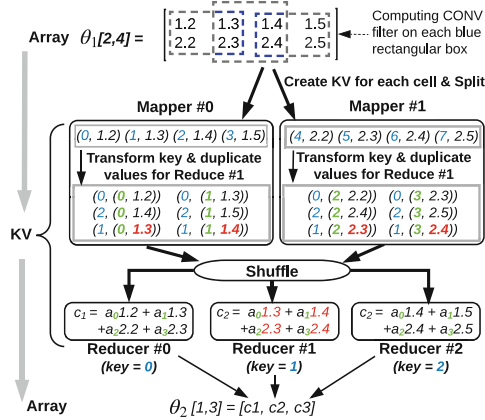 Array θ₁[2,4] =
1.2 1.3 1.4 1.5
2.2 2.3 2.4 2.5
Computing CONV
filter on each blue
rectangular box
Create KV for each cell & Split
Mapper #0
Mapper #1
(0, 1.2) (1, 1.3) (2, 1.4) (3, 1.5)
(4, 2.2) (5, 2.3) (6, 2.4) (7, 2.5)
Transform key & duplicate
values for Reduce #1
Transform key & duplicate
values for Reduce #1
KV
(0, (0, 1.2)) (0, (1, 1.3))
(2, (0, 1.4)) (2, (1, 1.5))
(1, (0, 1.3)) (1, (1, 1.4))
(0, (2, 2.2)) (0, (3, 2.3))
(2, (2, 2.4)) (2, (3, 2.5))
(1, (2, 2.3)) (1, (3, 2.4))
Shuffle
c₁ = a₀1.2 + a₁1.3
+a₂2.2 + a₃2.3
c₂ = a₀1.3 + a₁1.4
+a₂2.3 + a₃2.4
c₂ = a₀1.4 + a₁1.5
+a₂2.4 + a₃2.5
Reducer #0
(key = 0)
Reducer #1
(key = 1)
Reducer #2
(key = 2)
Array
θ₂ [1,3] = [c1, c2, c3]